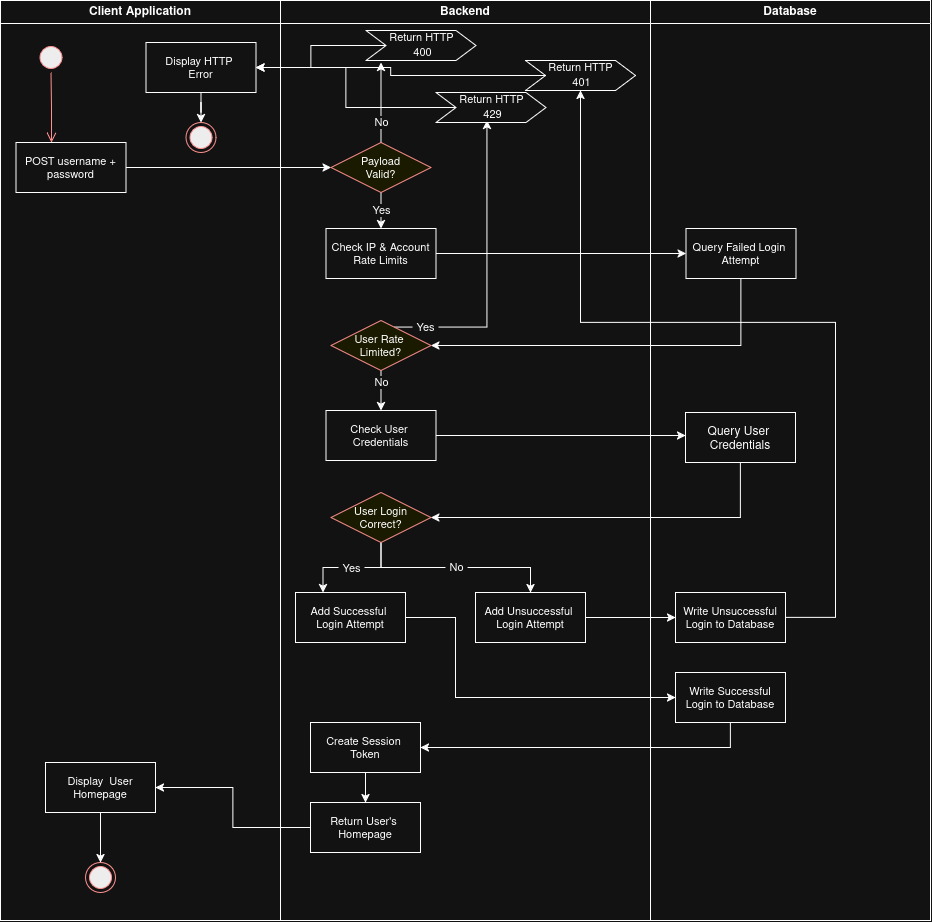 Client Application
Backend
Database
Return HTTP
400
Display HTTP
Error
Return HTTP
401
Return HTTP
429
No
POST username +
password
Payload
Valid?
Yes
Check IP & Account
Rate Limits
Query Failed Login
Attempt
Yes
User Rate
Limited?
No
Check User
Credentials
Query User
Credentials
User Login
Correct?
Yes
No
Add Successful
Login Attempt
Add Unsuccessful
Login Attempt
Write Unsuccessful
Login to Database
Write Successful
Login to Database
Create Session
Token
Display User
Homepage
Return User's
Homepage